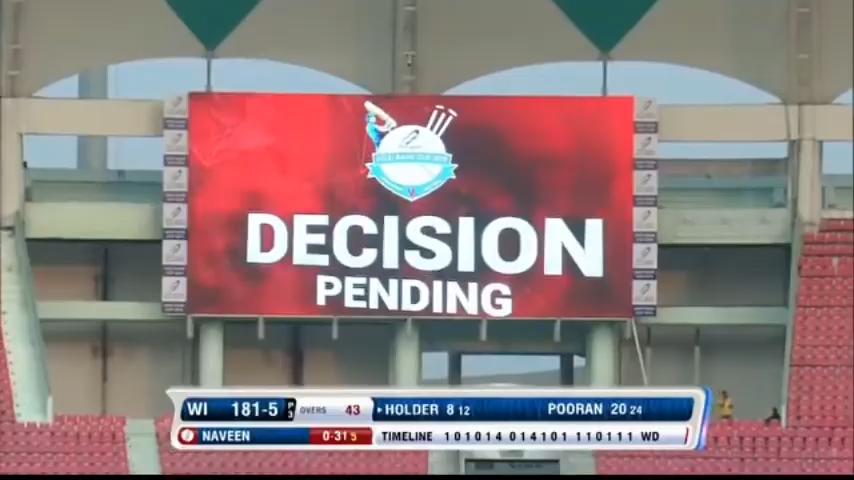 DECISION
PENDING
WI 181-5 P3 OVERS 43 HOLDER 8 12 POORAN 20 24
NAVEEN 0-31 5 TIMELINE 1 0 1 0 1 4 0 1 4 1 0 1 1 1 0 1 1 1 WD